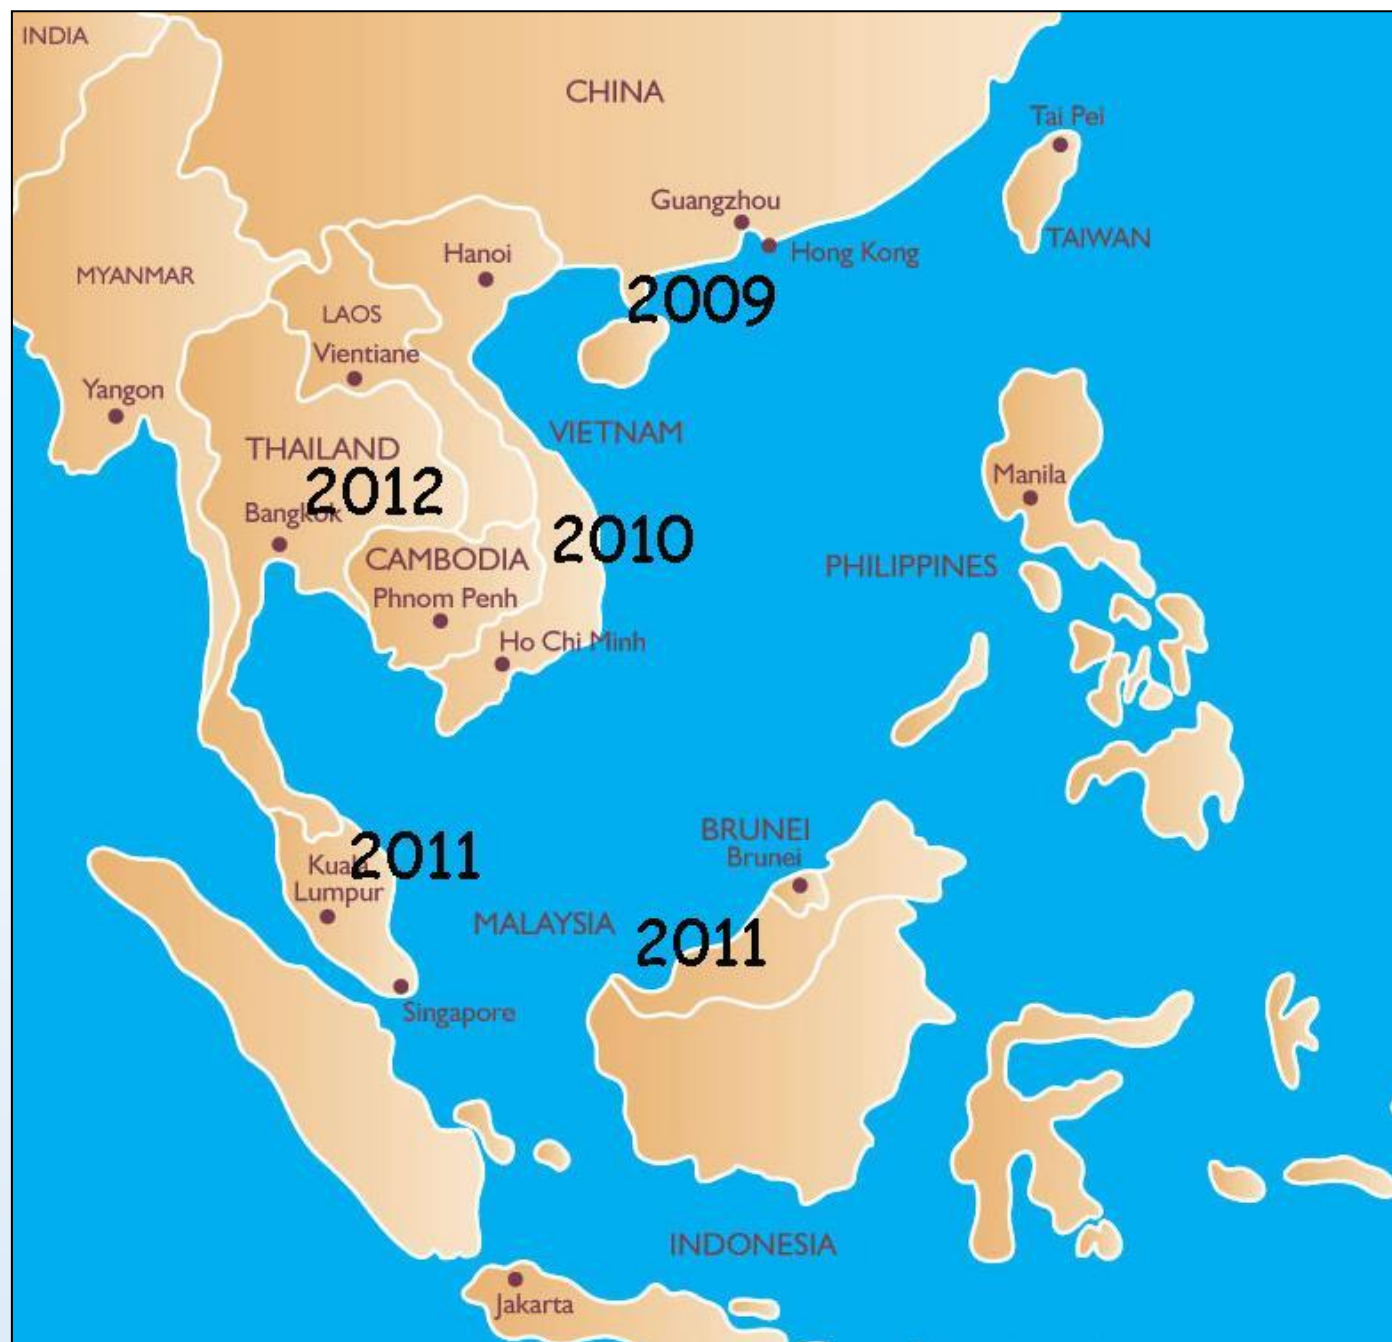 INDIA
CHINA
Tai Pei
Guangzhou
TAIWAN
Hanoi
Hong Kong
MYANMAR
2009
LAOS
Vientiane
Yangon
VIETNAM
THAILAND
Manila
2012
Bangkok
2010
CAMBODIA
PHILIPPINES
Phnom Penh
Ho Chi Minh
BRUNEI
Brunei
2011
Kuala
Lumpur
MALAYSIA
2011
Singapore
INDONESIA
Jakarta